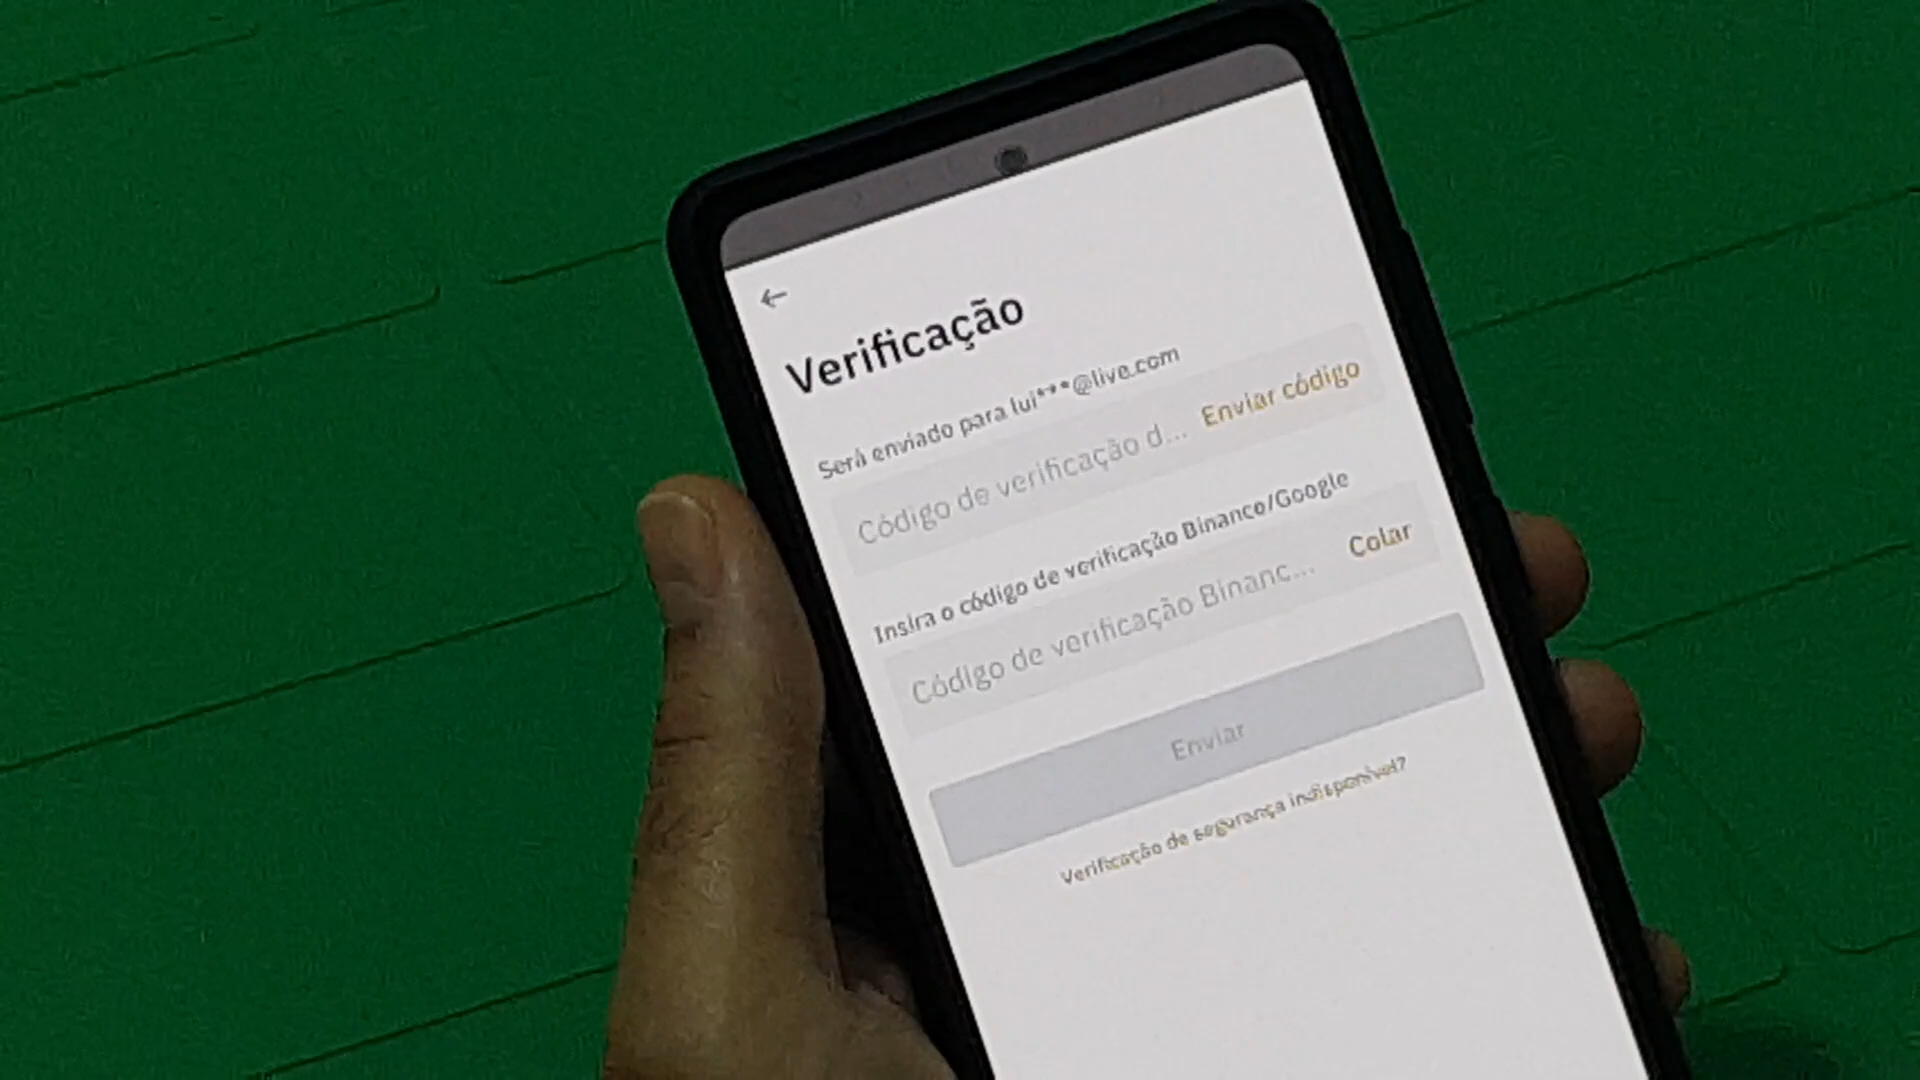 Verificação
Será enviado para lui***@live.com
Código de verificação d... Enviar código
Insira o código de verificação Binance/Google
Código de verificação Binanc... Colar
Enviar
Verificação de segurança indisponível?